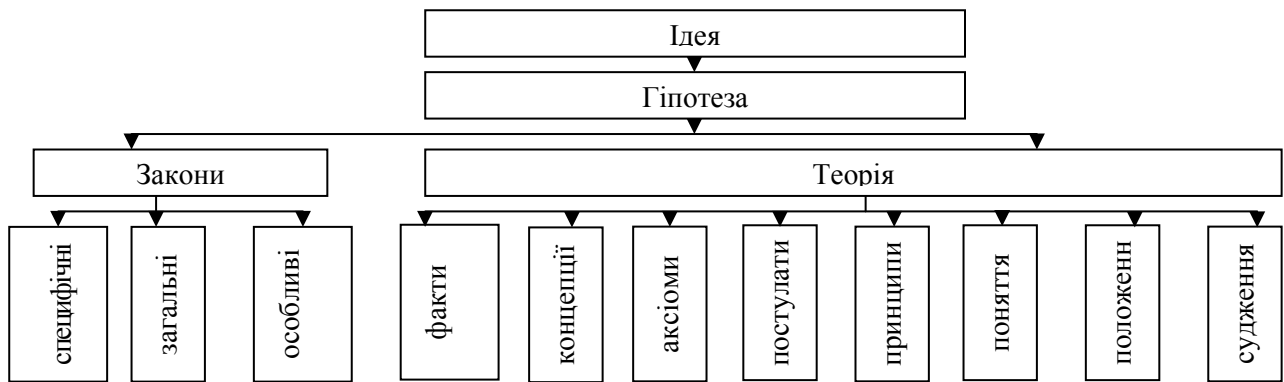 Ідея
Гіпотеза
Закони
Теорія
специфічні
загальні
особливі
факти
концепції
аксіоми
постулати
принципи
поняття
положенн
судження